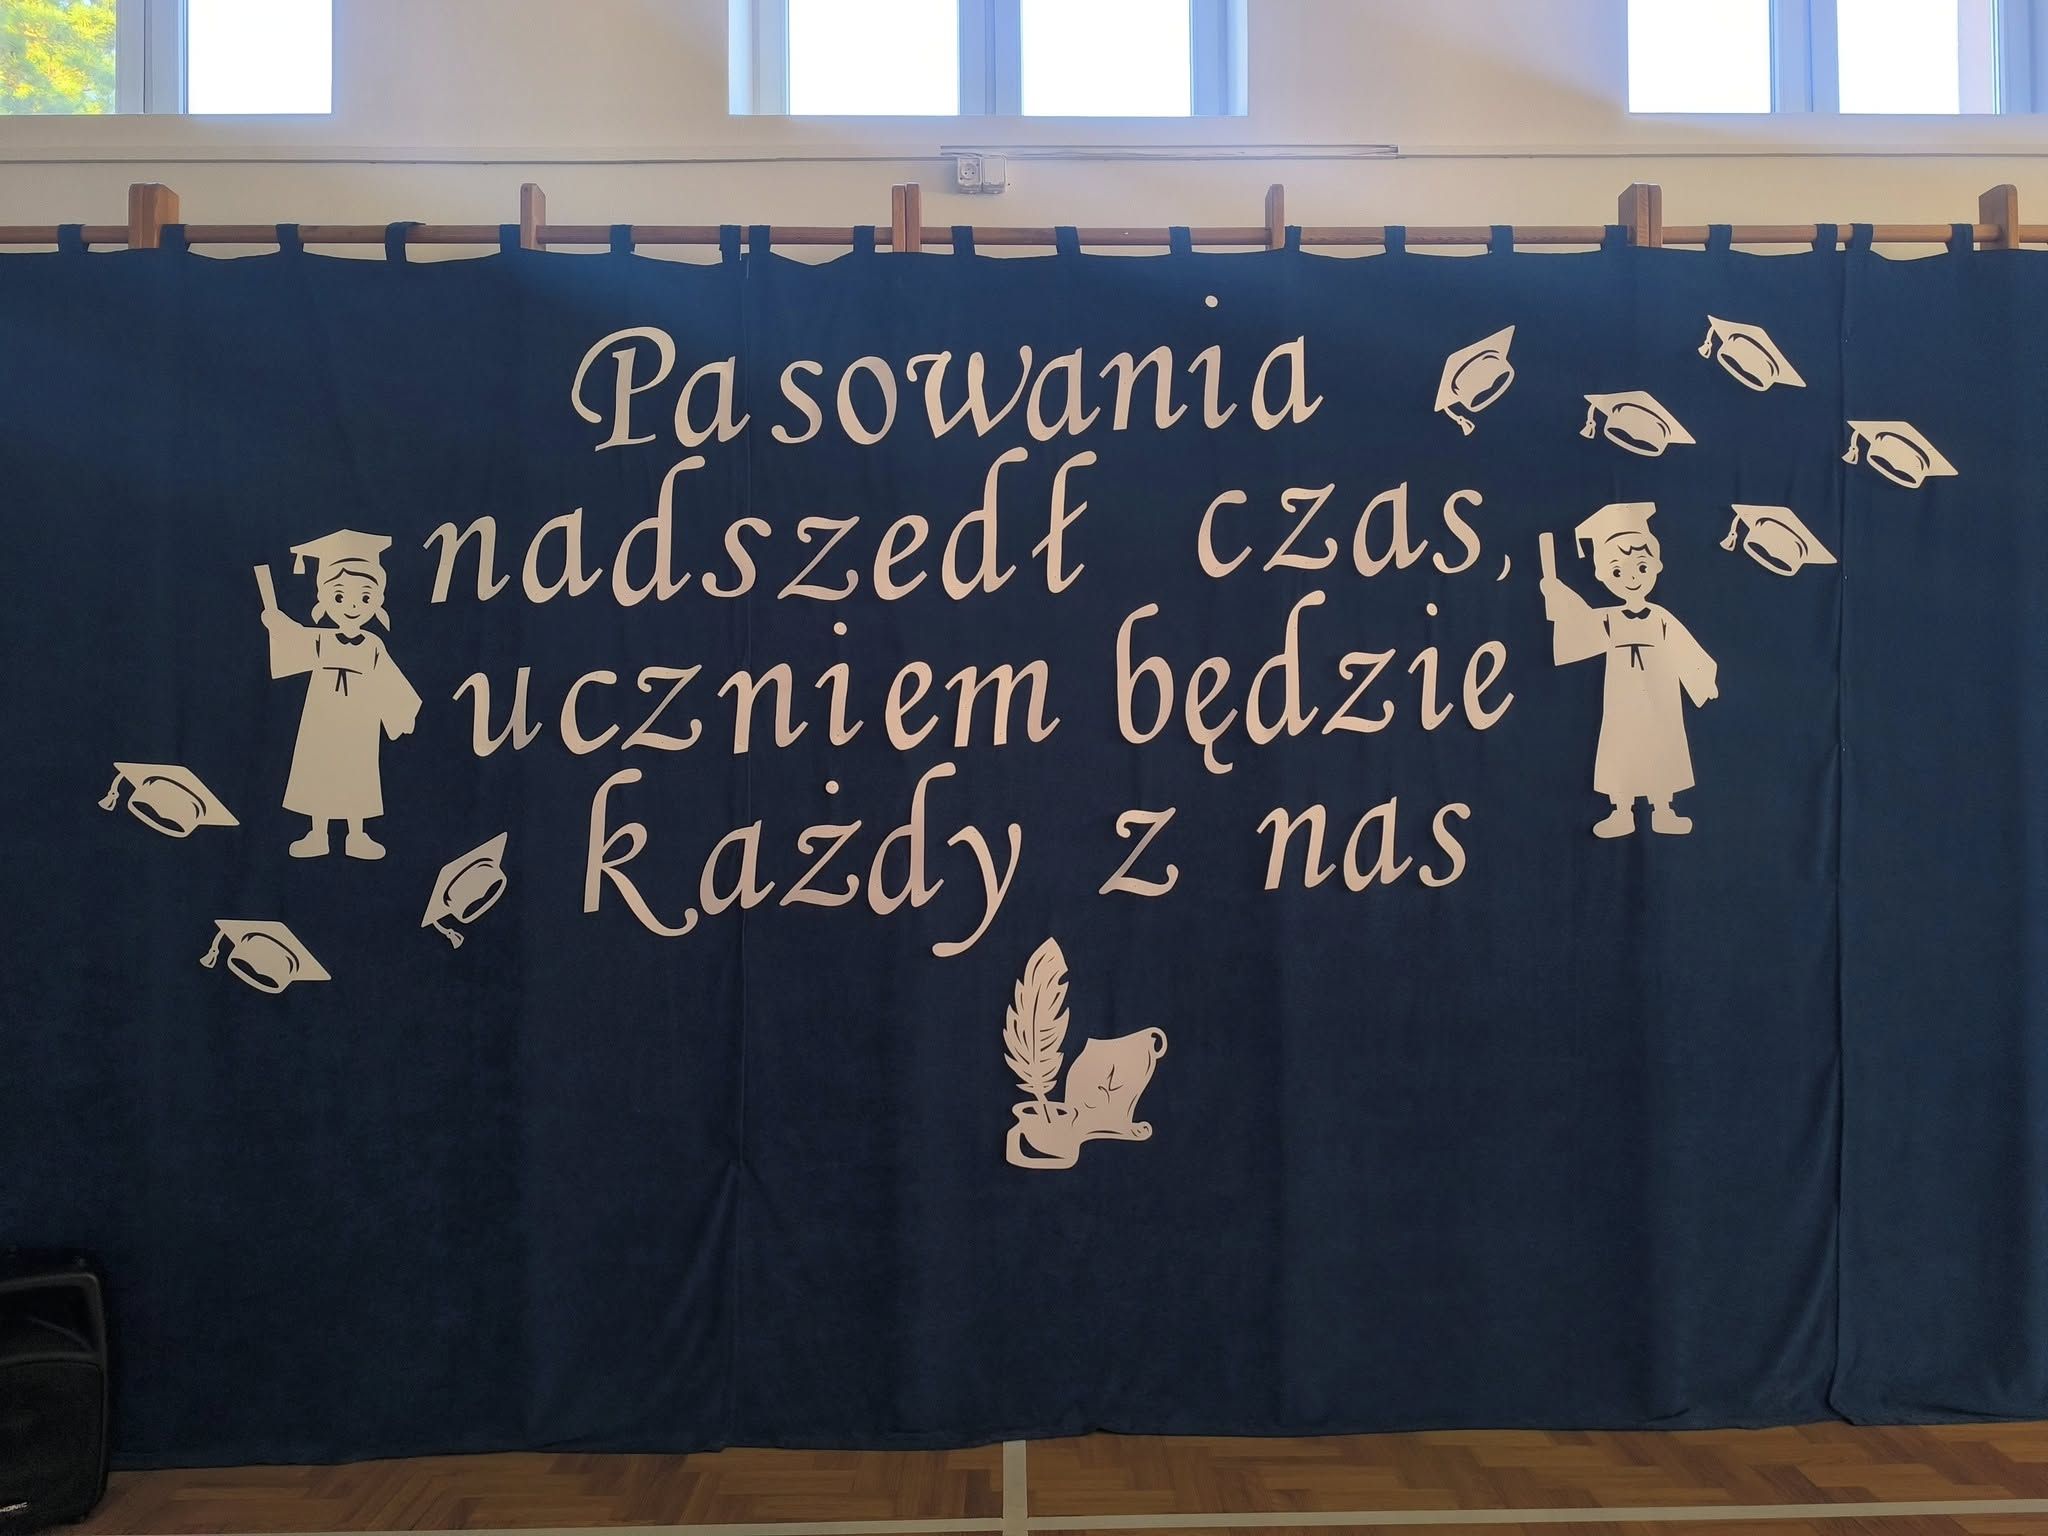 Pasowania
nadszedł czas,
uczniem będzie
każdy z nas